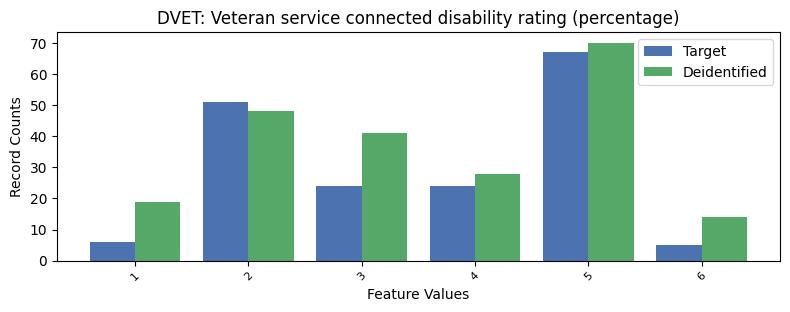 DVET: Veteran service connected disability rating (percentage)
70
60
50
40
30
20
10
0
Record Counts
Target
Deidentified
1 2 3 4 5 6
Feature Values